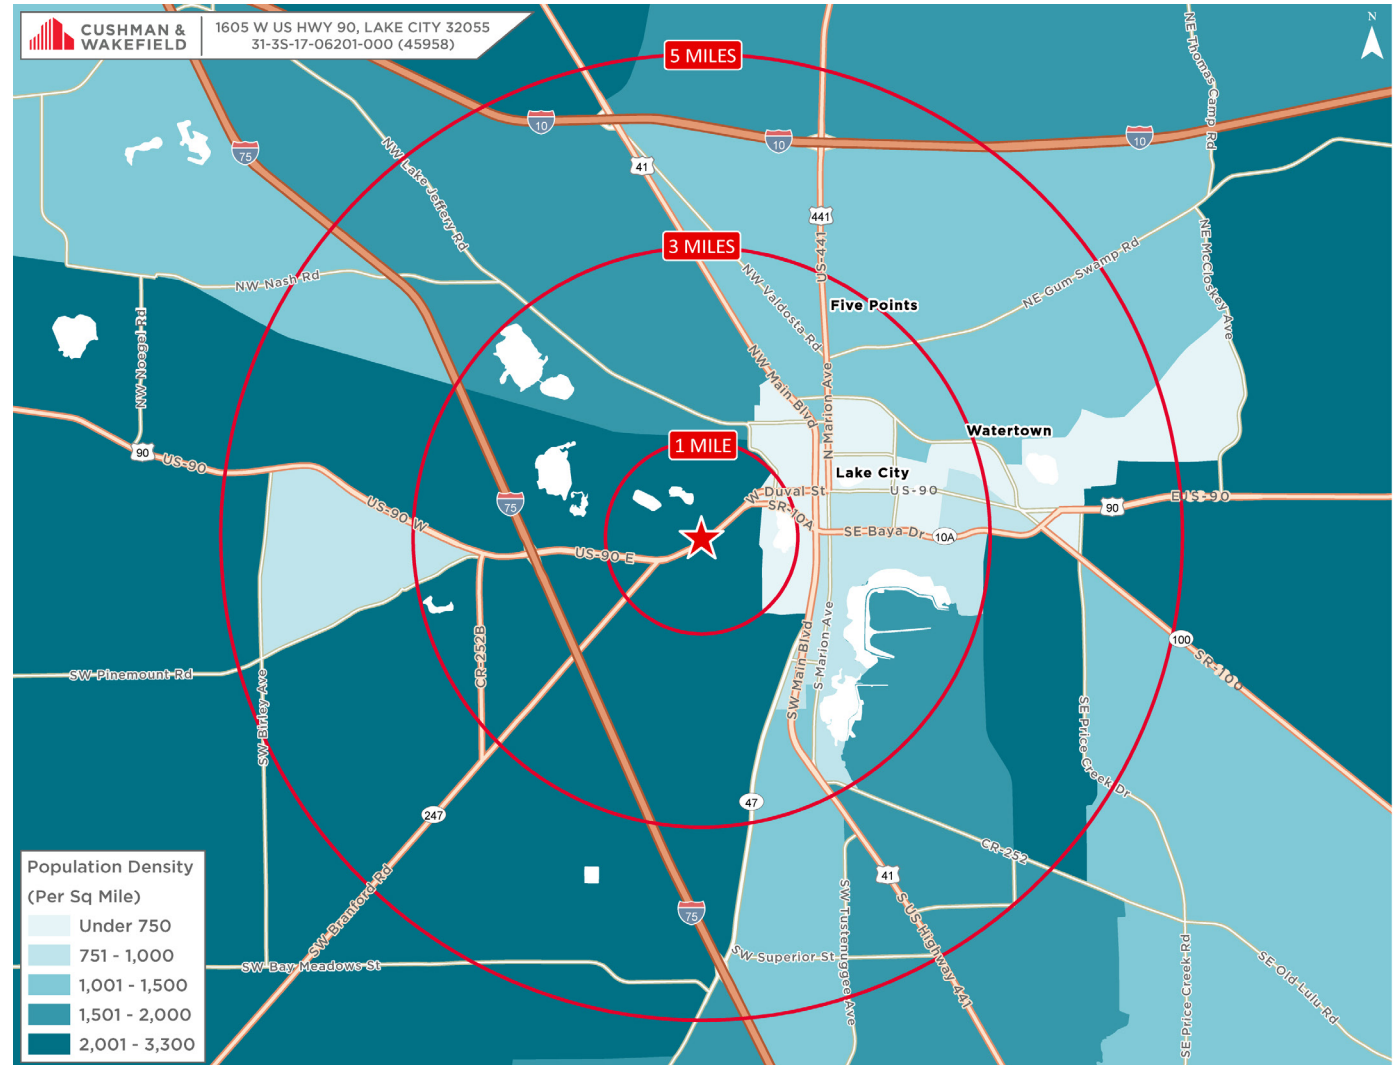 CUSHMAN &
WAKEFIELD
1605 W US HWY 90, LAKE CITY 32055
31-3S-17-06201-000 (45958)
N
5 MILES
3 MILES
1 MILE
NE Thomas Camp Rd
10
10
10
75
41
NW Lake Jeffery Rd
441
US-441
NE McCloskey Ave
NE Gum Swamp Rd
NW Nash Rd
NW Valdosta Rd
Five Points
NW Noegel Rd
NW Main Blvd
N Marion Ave
Watertown
90
US-90
Lake City
W Duval St
US-90
90
E US-90
75
US-90 W
SR-10A
SE Baya Dr
10A
US-90 E
CR-252B
SW Main Blvd
S Marion Ave
100
SR-100
SW Pinemount Rd
SW Birley Ave
SE Price Creek Dr
47
247
CR-252
41
SW Branford Rd
75
SW Tustenuggee Ave
S US Highway 441
SW Superior St
SW Bay Meadows St
SE Price Creek Rd
SE Old Lulu Rd
Population Density
(Per Sq Mile)
Under 750
751 - 1,000
1,001 - 1,500
1,501 - 2,000
2,001 - 3,300